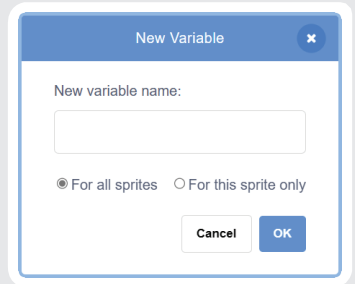 New Variable
New variable name:
For all sprites
For this sprite only
Cancel
OK